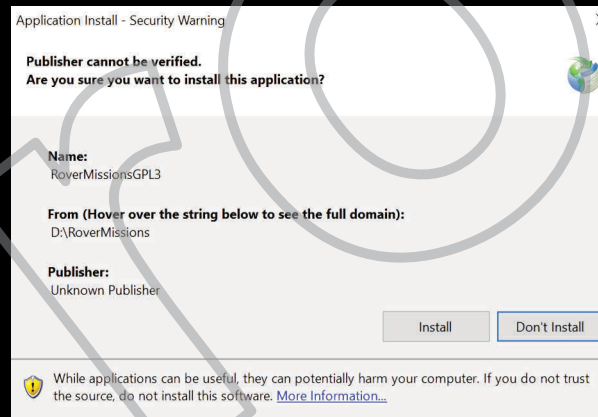 Application Install - Security Warning
Publisher cannot be verified.
Are you sure you want to install this application?
Name:
RoverMissionsGPL3
From (Hover over the string below to see the full domain):
D:\RoverMissions
Publisher:
Unknown Publisher
Install
Don't Install
While applications can be useful, they can potentially harm your computer. If you do not trust
the source, do not install this software. More Information...